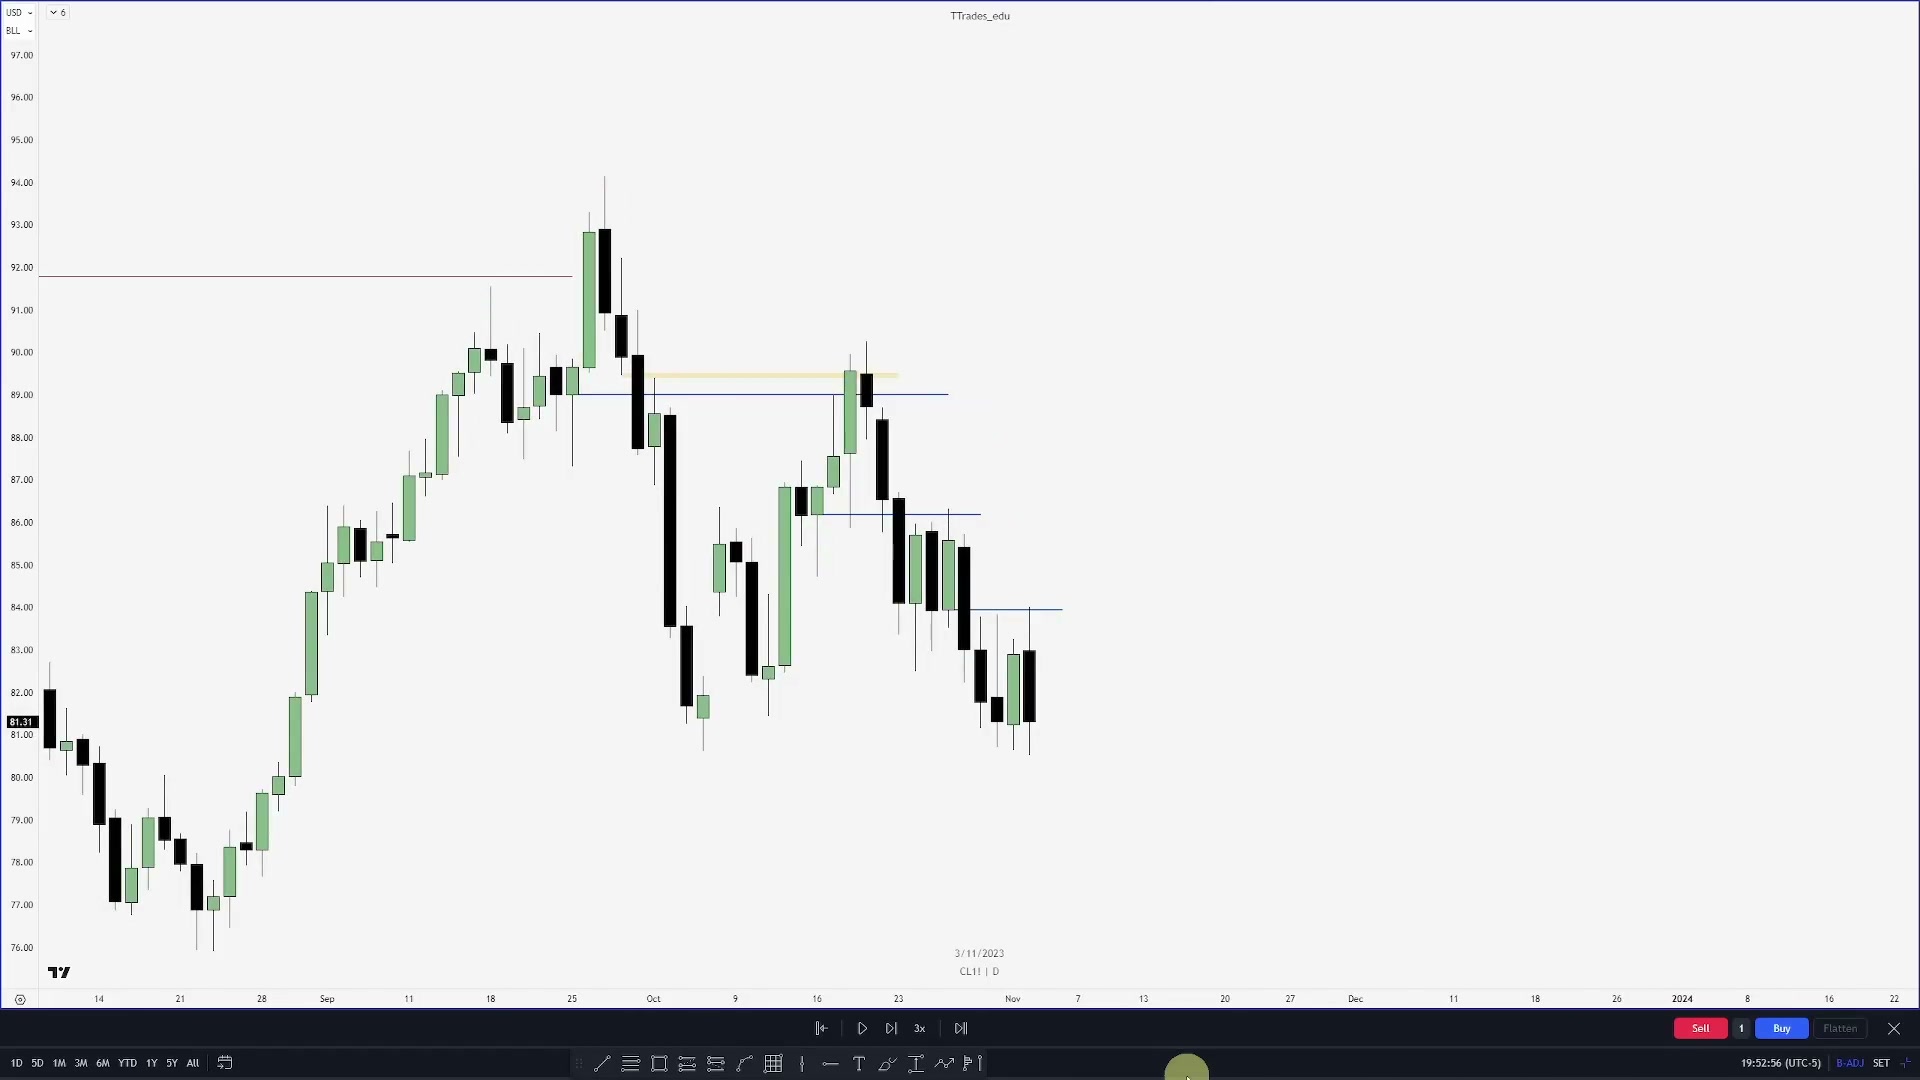 USD
6
BLL
TTrades_edu
97.00
96.00
95.00
94.00
93.00
92.00
91.00
90.00
89.00
88.00
87.00
86.00
85.00
84.00
83.00
82.00
81.31
81.00
80.00
79.00
78.00
77.00
76.00
3/11/2023
CL1! | D
14 21 28 Sep 11 18 25 Oct 9 16 23 Nov 7 13 20 27 Dec 11 18 26 2024 8 16 22
3x
Sell 1 Buy Flatten
1D 5D 1M 3M 6M YTD 1Y 5Y All
19:52:56 (UTC-5) B-ADJ SET